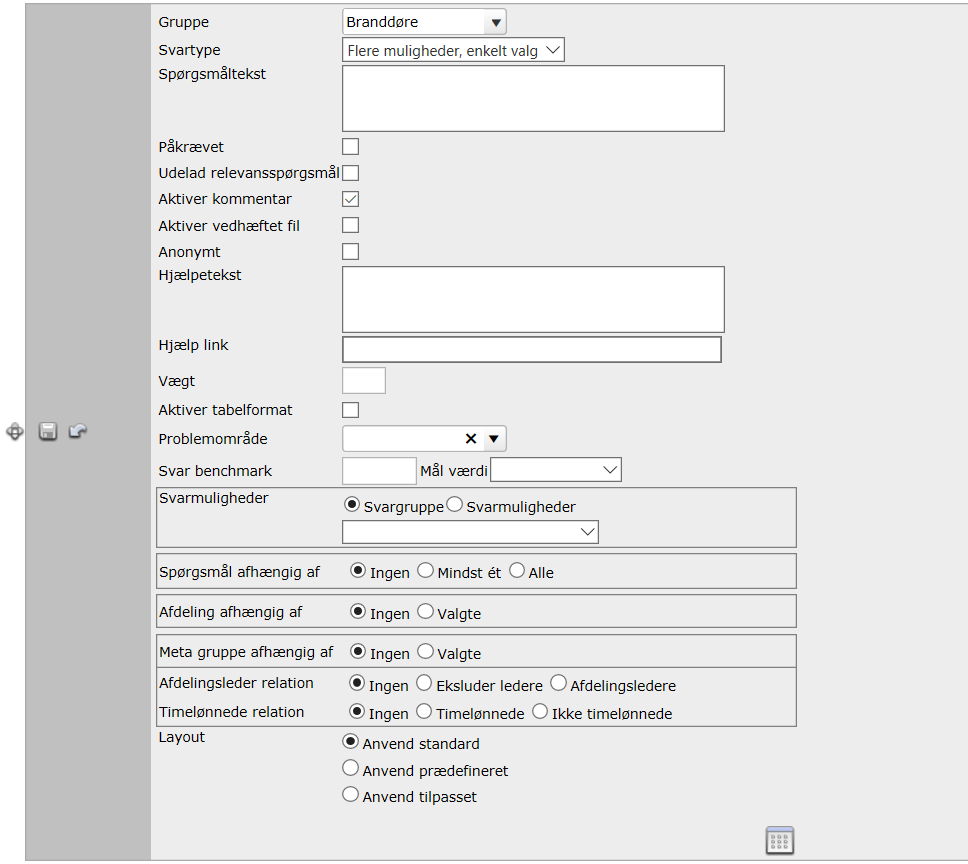 Gruppe Branddøre
Svartype Flere muligheder, enkelt valg
Spørgsmåltekst
Påkrævet
Udelad relevansspørgsmål
Aktiver kommentar
Aktiver vedhæftet fil
Anonymt
Hjælpetekst
Hjælp link
Vægt
Aktiver tabelformat
Problemområde
Svar benchmark Mål værdi
Svarmuligheder Svargruppe Svarmuligheder
Spørgsmål afhængig af Ingen Mindst ét Alle
Afdeling afhængig af Ingen Valgte
Meta gruppe afhængig af Ingen Valgte
Afdelingsleder relation Ingen Eksluder ledere Afdelingsledere
Timelønnede relation Ingen Timelønnede Ikke timelønnede
Layout Anvend standard
Anvend prædefineret
Anvend tilpasset